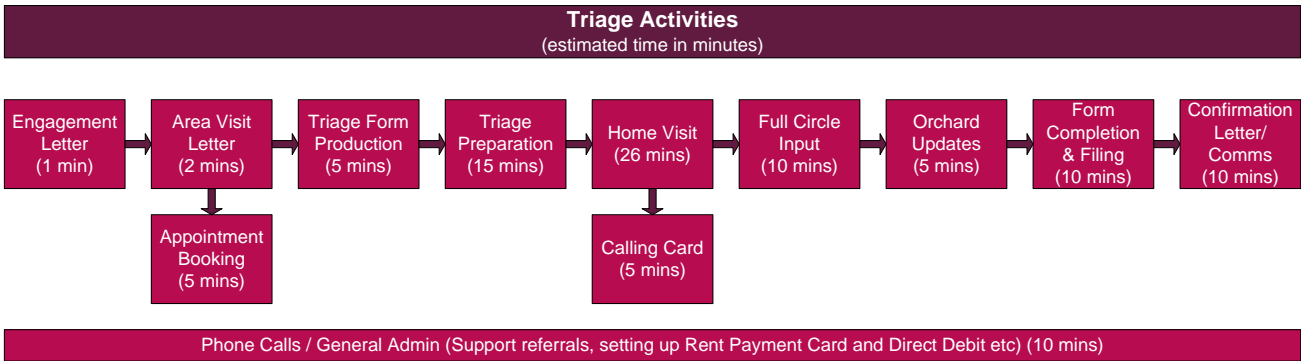 Triage Activities
(estimated time in minutes)
Engagement
Letter
(1 min)
Area Visit
Letter
(2 mins)
Triage Form
Production
(5 mins)
Triage
Preparation
(15 mins)
Home Visit
(26 mins)
Full Circle
Input
(10 mins)
Orchard
Updates
(5 mins)
Form
Completion
& Filing
(10 mins)
Confirmation
Letter/
Comms
(10 mins)
Appointment
Booking
(5 mins)
Calling Card
(5 mins)
Phone Calls / General Admin (Support referrals, setting up Rent Payment Card and Direct Debit etc) (10 mins)